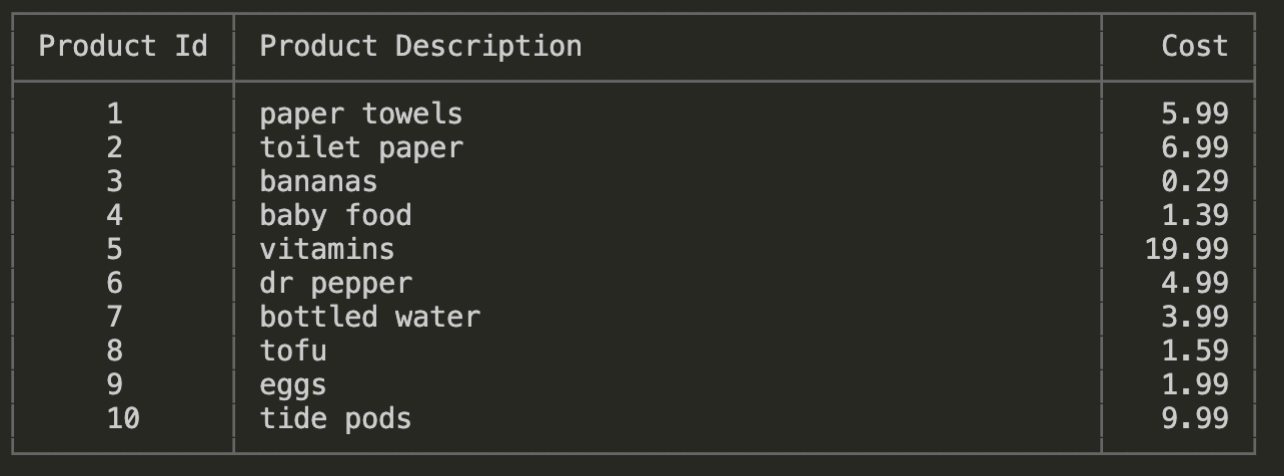 Product Id Product Description Cost
1 paper towels 5.99
2 toilet paper 6.99
3 bananas 0.29
4 baby food 1.39
5 vitamins 19.99
6 dr pepper 4.99
7 bottled water 3.99
8 tofu 1.59
9 eggs 1.99
10 tide pods 9.99